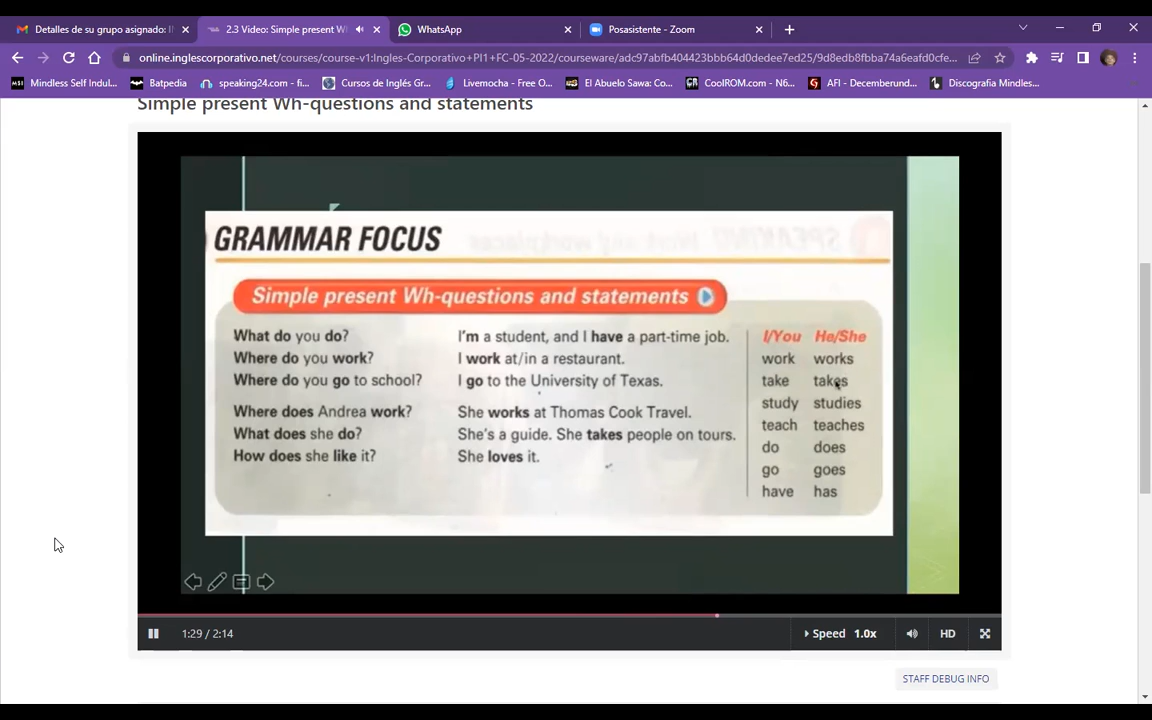 Detalles de su grupo asignado: I
2.3 Video: Simple present W
WhatsApp
Posasistente - Zoom
online.inglescorporativo.net/courses/course-v1:Ingles-Corporativo+PI1+FC-05-2022/courseware/adc97abfb404423bbb64d0dedee7ed25/9d8edb8fbba74a6eafd0cfe...
Mindless Self Indul...
Batpedia
speaking24.com - fi...
Cursos de Inglés Gr...
Livemocha - Free O...
El Abuelo Sawa: Co...
CoolROM.com - N6...
AFI - Decemberund...
Discografia Mindles...
Simple present Wh-questions and statements
GRAMMAR FOCUS
Simple present Wh-questions and statements
What do you do? I'm a student, and I have a part-time job.
Where do you work? I work at/in a restaurant.
Where do you go to school? I go to the University of Texas.
Where does Andrea work? She works at Thomas Cook Travel.
What does she do? She's a guide. She takes people on tours.
How does she like it? She loves it.
I/You He/She
work works
take takes
study studies
teach teaches
do does
go goes
have has
1:29 / 2:14
Speed 1.0x
HD
STAFF DEBUG INFO